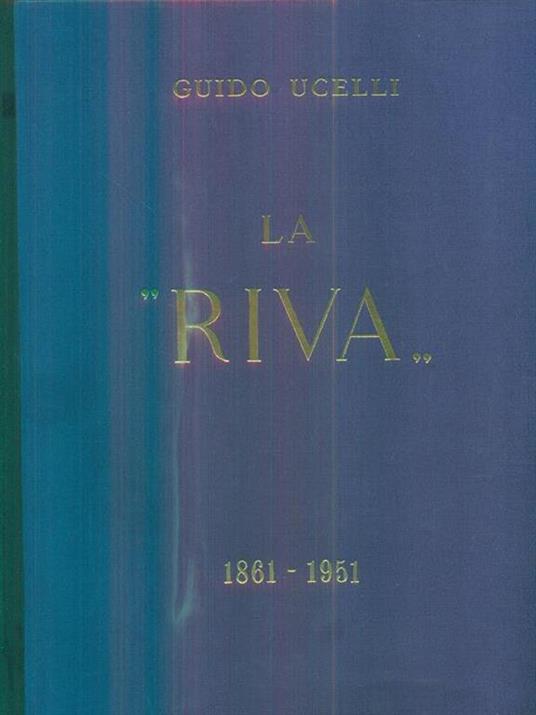 GUIDO UCELLI
LA
”RIVA„
1861-1951